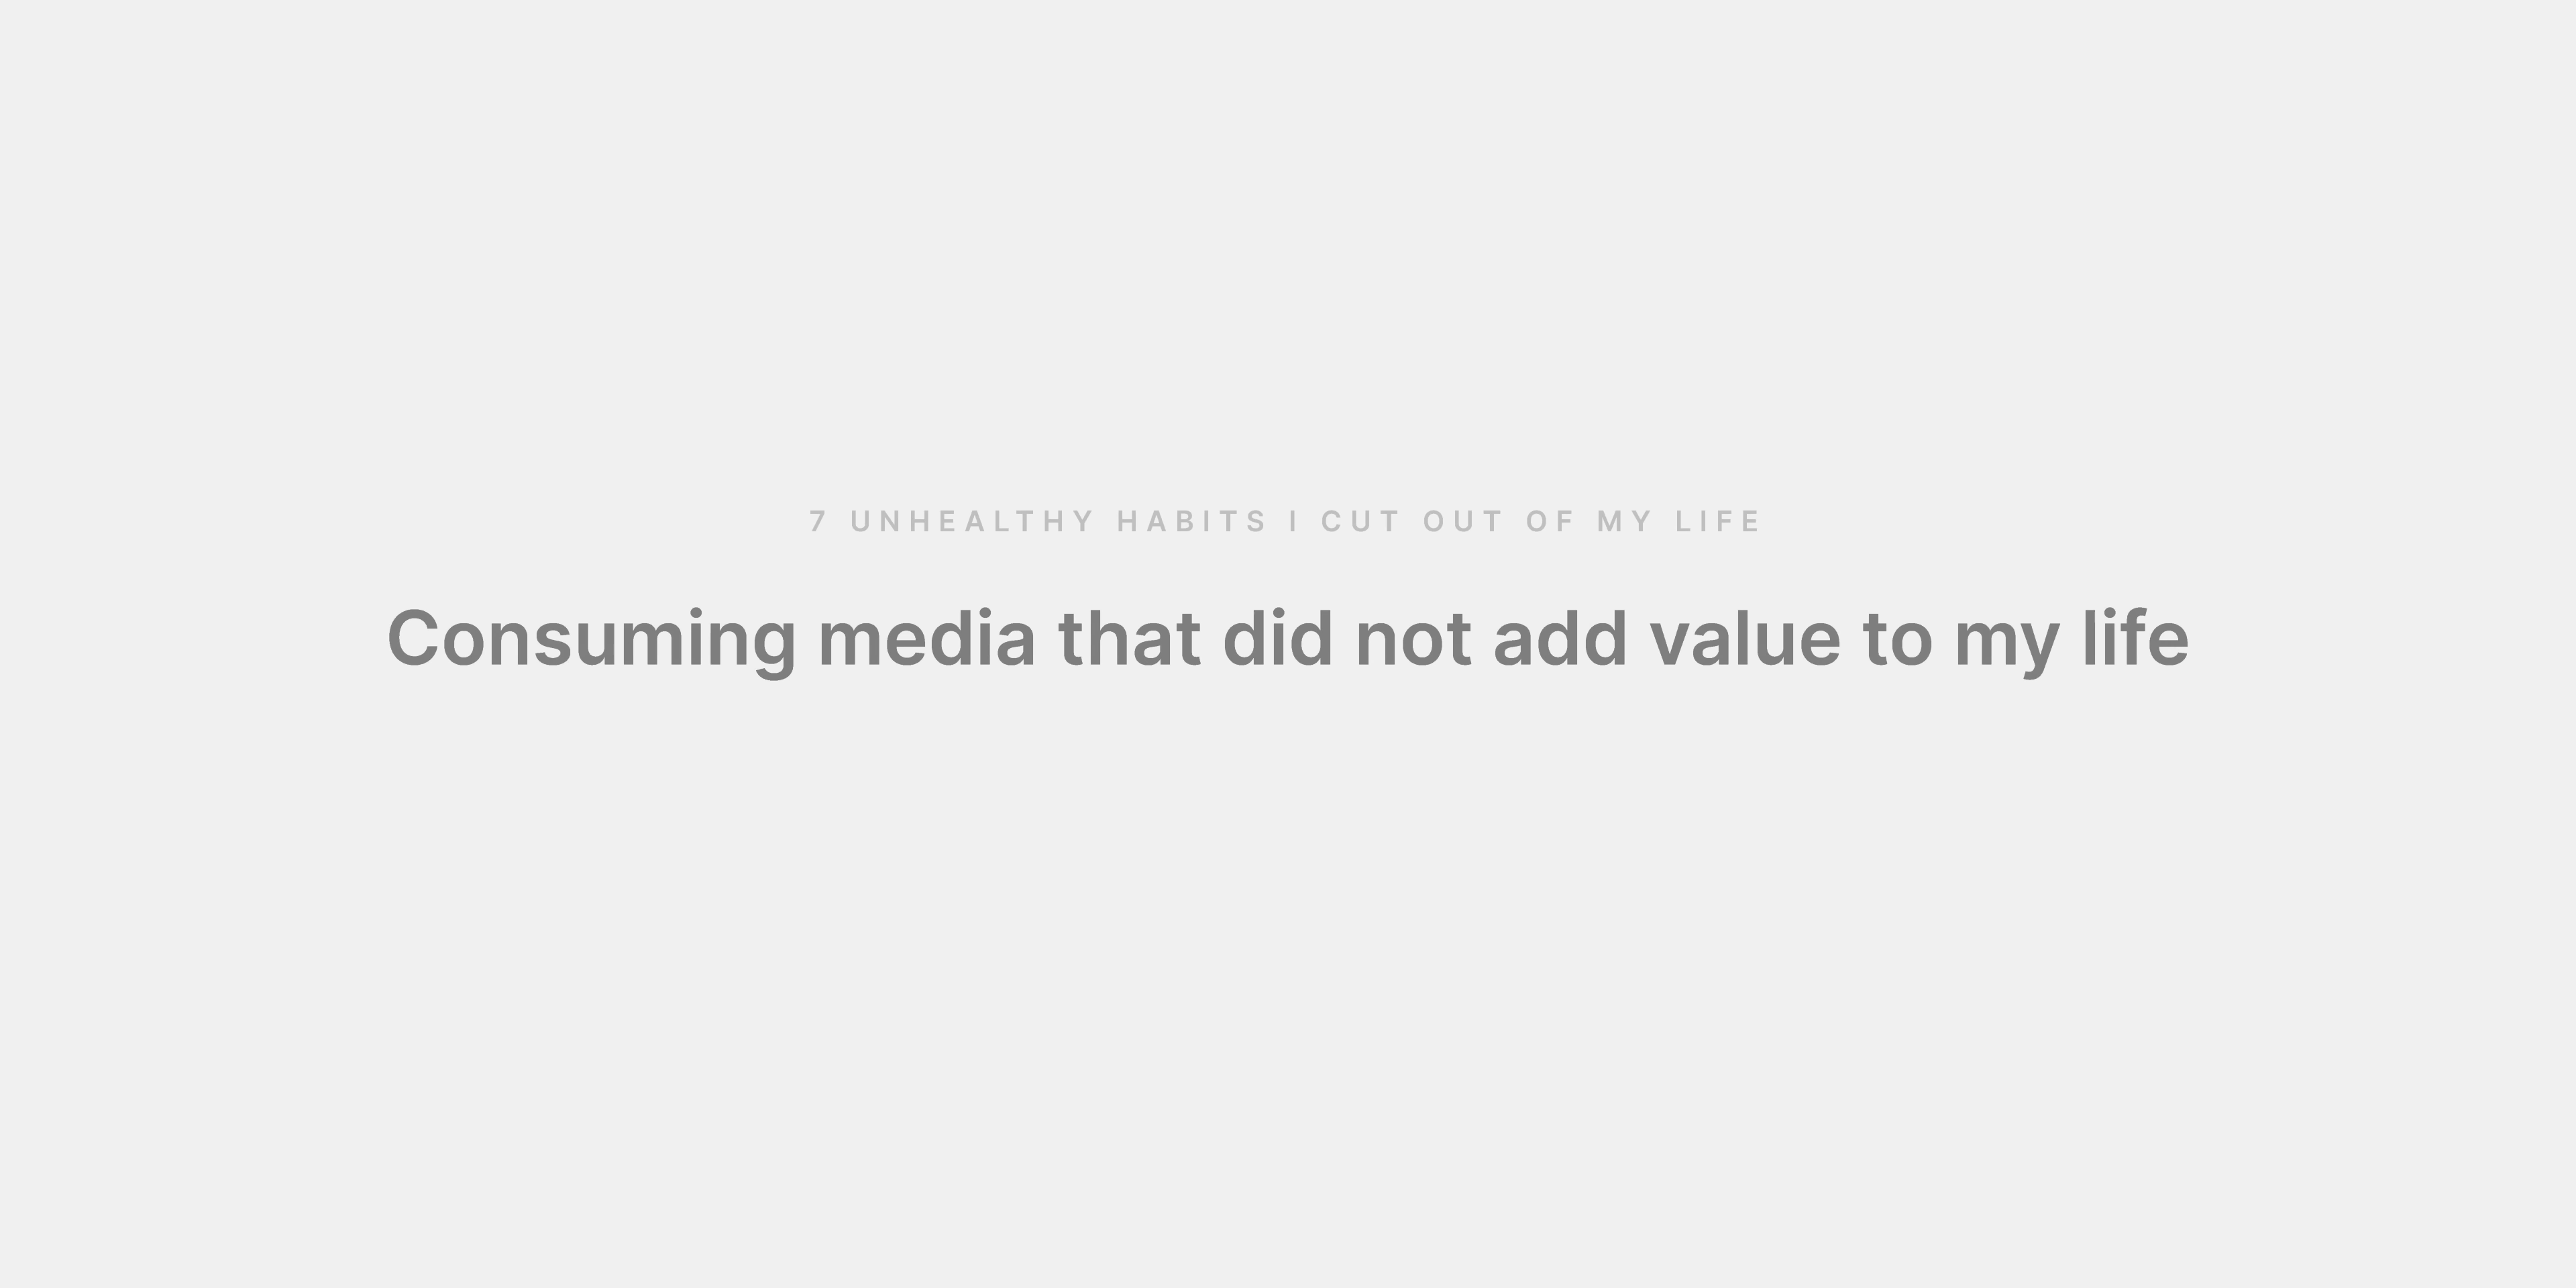 7 UNHEALTHY HABITS I CUT OUT OF MY LIFE
Consuming media that did not add value to my life